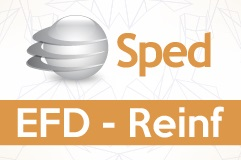 Sped
EFD - Reinf